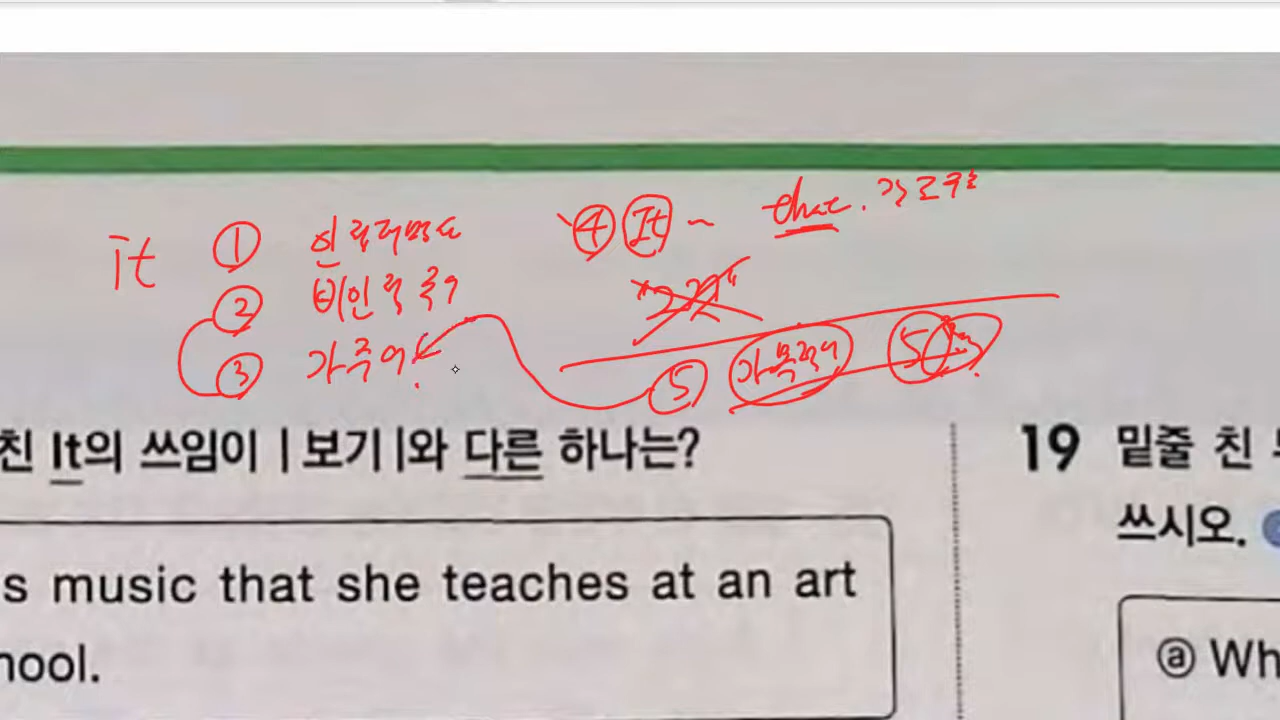 it ① 인칭대명사
② 비인칭주어
③ 가주어
④ It ~ that. 강조구문
⑤ 가목적어 5
친 It의 쓰임이 | 보기 |와 다른 하나는?
s music that she teaches at an art
hool.
19 밑줄 친
쓰시오.
ⓐ Wh